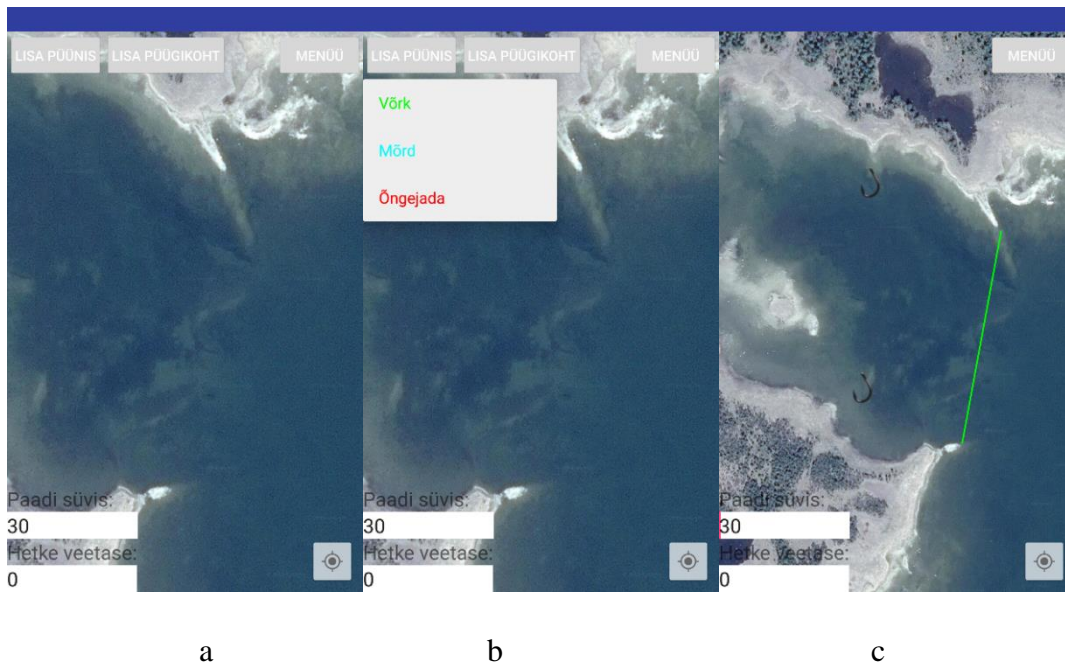 LISA PÜÜNIS LISA PÜÜGIKOHT MENÜÜ
Paadi süvis:
30
Hetke veetase:
0
LISA PÜÜNIS LISA PÜÜGIKOHT MENÜÜ
Võrk
Mõrd
Õngejada
Paadi süvis:
30
Hetke veetase:
0
MENÜÜ
Paadi süvis:
30
Hetke veetase:
0
a b c